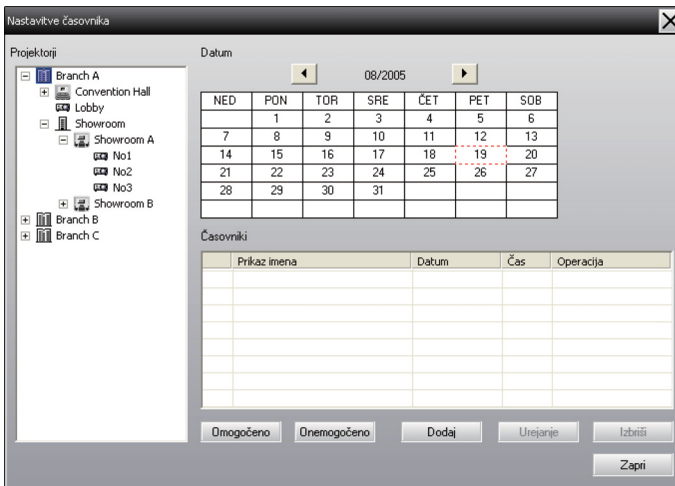 Nastavitve časovnika
Projektorji
Branch A
Convention Hall
Lobby
Showroom
Showroom A
No1
No2
No3
Showroom B
Branch B
Branch C
Datum
08/2005
NED PON TOR SRE ČET PET SOB
1 2 3 4 5 6
7 8 9 10 11 12 13
14 15 16 17 18 19 20
21 22 23 24 25 26 27
28 29 30 31
Časovniki
Prikaz imena Datum Čas Operacija
Omogočeno Onemogočeno Dodaj Urejanje Izbriši
Zapri